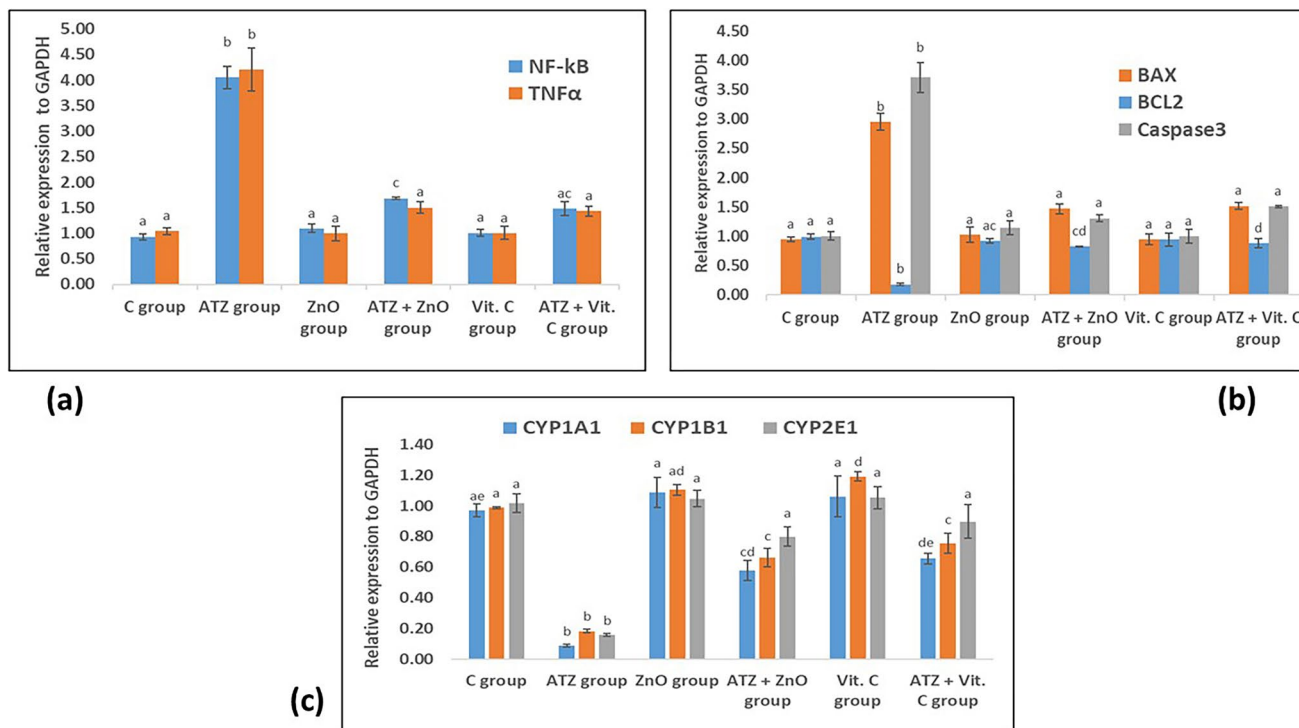 5.00
4.50
4.00
3.50
3.00
2.50
2.00
1.50
1.00
0.50
0.00
Relative expression to GAPDH
NF-kB
TNFα
a a b b a a c a a a ac a
C group ATZ group ZnO group ATZ + ZnO group Vit. C group ATZ + Vit. C group
(a)
4.50
4.00
3.50
3.00
2.50
2.00
1.50
1.00
0.50
0.00
Relative expression to GAPDH
BAX
BCL2
Caspase3
a a a b b b a ac a a cd a a a a a d a
C group ATZ group ZnO group ATZ + ZnO group Vit. C group ATZ + Vit. C group
(b)
CYP1A1 CYP1B1 CYP2E1
1.40
1.20
1.00
0.80
0.60
0.40
0.20
0.00
Relative expression to GAPDH
ae a a b b b a ad a cd c a a d a de c a
C group ATZ group ZnO group ATZ + ZnO group Vit. C group ATZ + Vit. C group
(c)